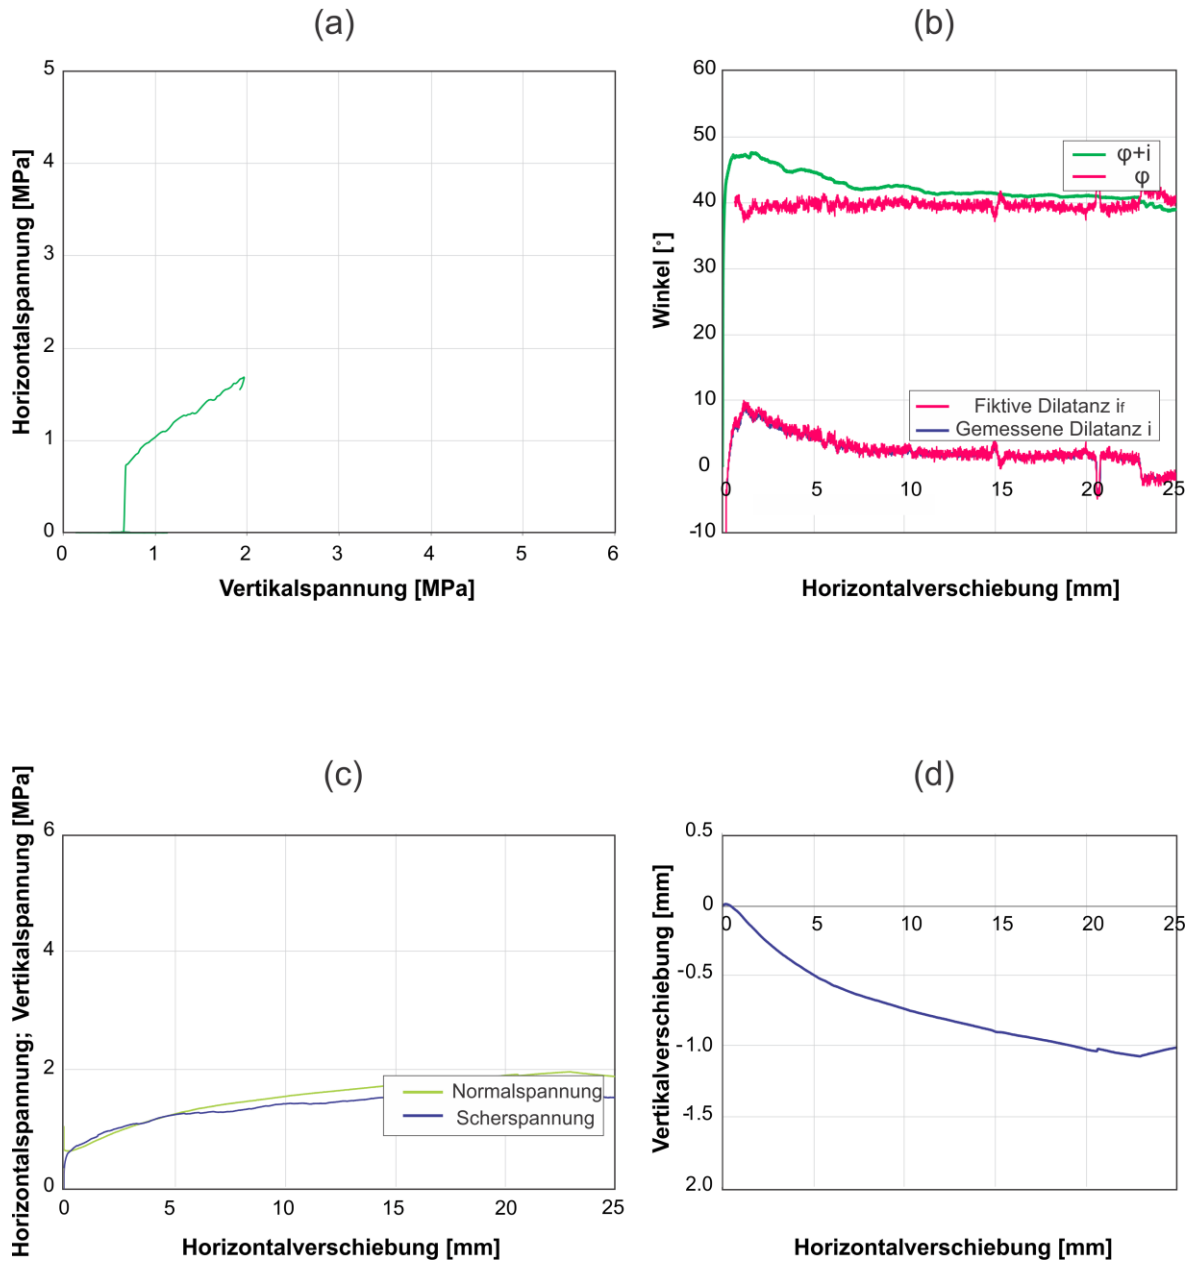 (a)
Horizontalspannung [MPa]
5
4
3
2
1
0
0 1 2 3 4 5 6
Vertikalspannung [MPa]
(b)
Winkel [°]
60
50
40
30
20
10
0
-10
φ+i
φ
Fiktive Dilatanz if
Gemessene Dilatanz i
0 5 10 15 20 25
Horizontalverschiebung [mm]
(c)
Horizontalspannung; Vertikalspannung [MPa]
6
4
2
0
Normalspannung
Scherspannung
0 5 10 15 20 25
Horizontalverschiebung [mm]
(d)
Vertikalverschiebung [mm]
0.5
0
0 5 10 15 20 25
-0.5
-1.0
-1.5
2.0
Horizontalverschiebung [mm]